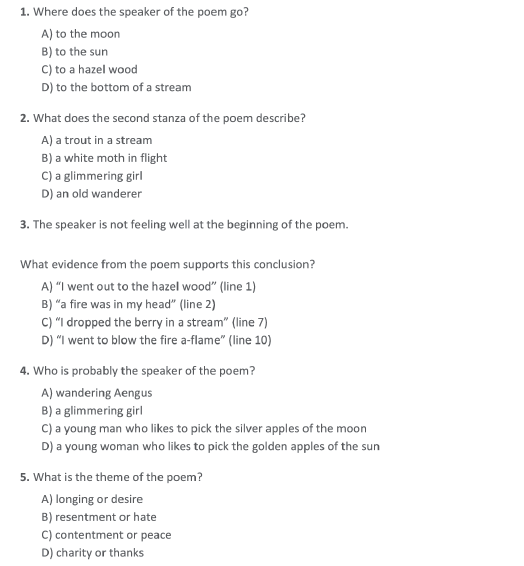 1. Where does the speaker of the poem go?
A) to the moon
B) to the sun
C) to a hazel wood
D) to the bottom of a stream
2. What does the second stanza of the poem describe?
A) a trout in a stream
B) a white moth in flight
C) a glimmering girl
D) an old wanderer
3. The speaker is not feeling well at the beginning of the poem.
What evidence from the poem supports this conclusion?
A) "I went out to the hazel wood" (line 1)
B) "a fire was in my head" (line 2)
C) "I dropped the berry in a stream" (line 7)
D) "I went to blow the fire a-flame" (line 10)
4. Who is probably the speaker of the poem?
A) wandering Aengus
B) a glimmering girl
C) a young man who likes to pick the silver apples of the moon
D) a young woman who likes to pick the golden apples of the sun
5. What is the theme of the poem?
A) longing or desire
B) resentment or hate
C) contentment or peace
D) charity or thanks